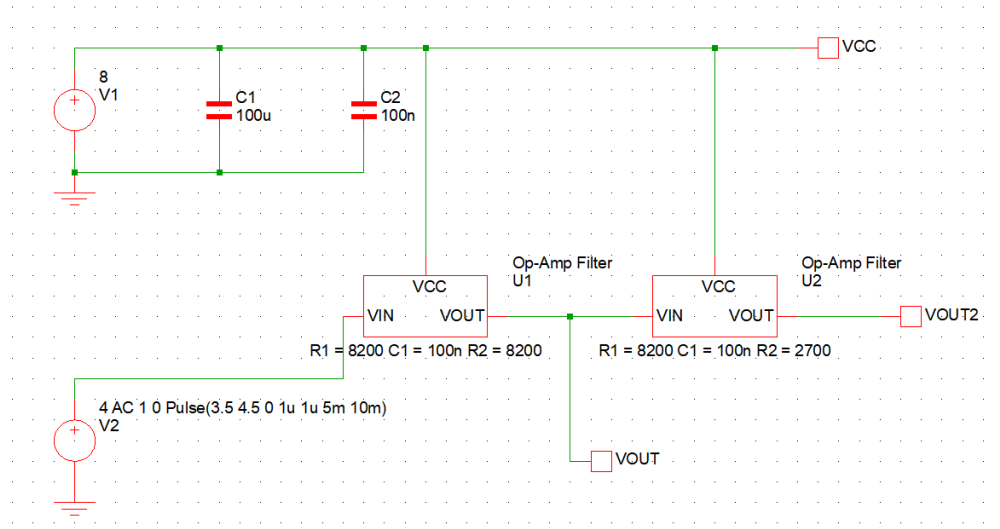 VCC
8
V1
C1
100u
C2
100n
Op-Amp Filter
U1
Op-Amp Filter
U2
VCC
VCC
VIN
VOUT
VIN
VOUT
VOUT2
R1 = 8200 C1 = 100n R2 = 8200
R1 = 8200 C1 = 100n R2 = 2700
4 AC 1 0 Pulse(3.5 4.5 0 1u 1u 5m 10m)
V2
VOUT